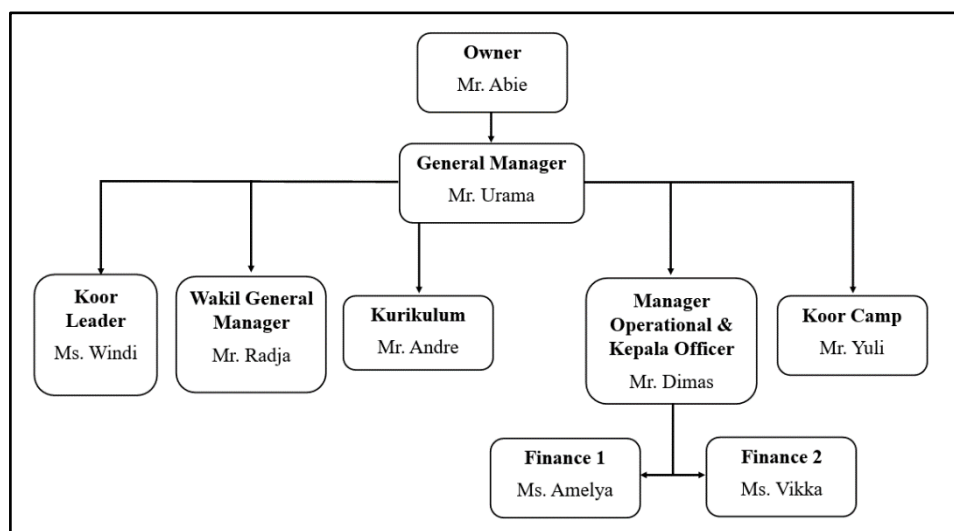 Owner
Mr. Abie
General Manager
Mr. Urama
Koor
Leader
Ms. Windi
Wakil General
Manager
Mr. Radja
Kurikulum
Mr. Andre
Manager
Operational &
Kepala Officer
Mr. Dimas
Koor Camp
Mr. Yuli
Finance 1
Ms. Amelya
Finance 2
Ms. Vikka